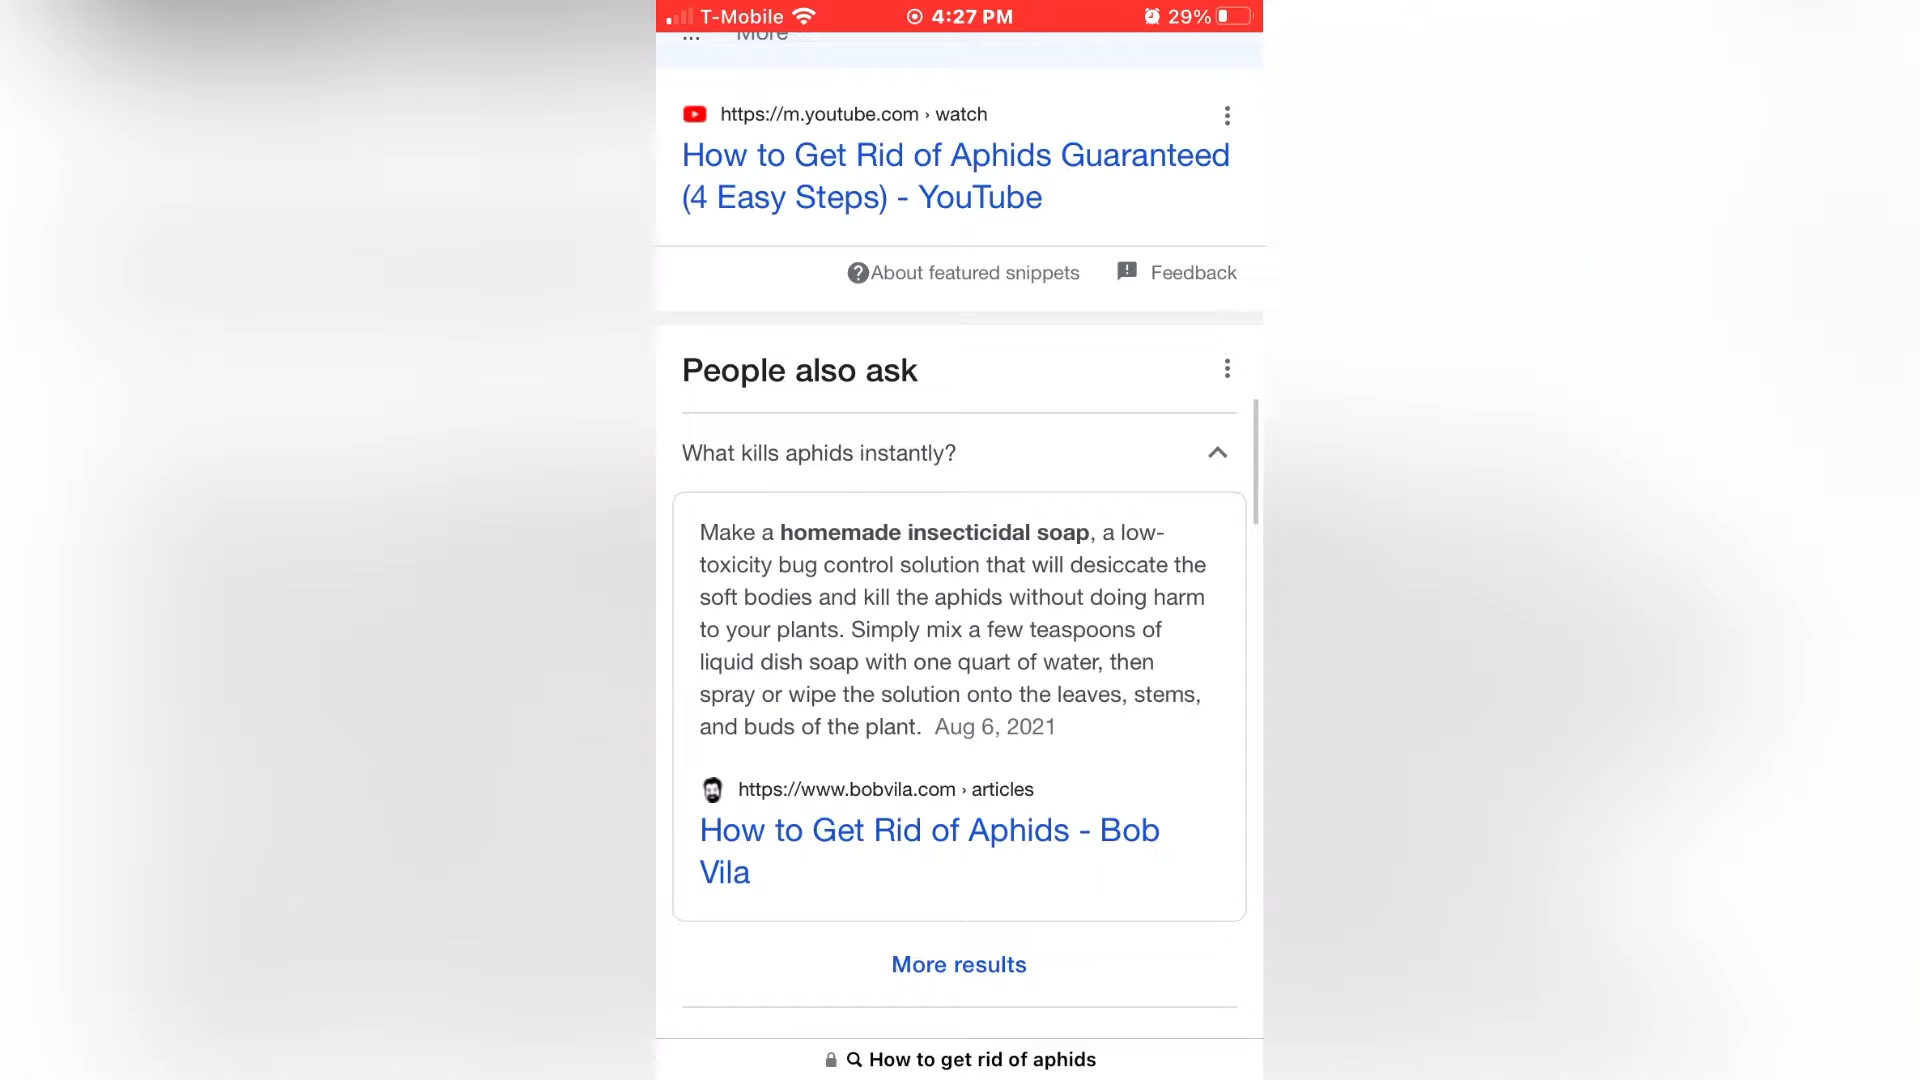 T-Mobile 4:27 PM 29%
... More
https://m.youtube.com › watch
How to Get Rid of Aphids Guaranteed
(4 Easy Steps) - YouTube
About featured snippets Feedback
People also ask
What kills aphids instantly?
Make a homemade insecticidal soap, a low-
toxicity bug control solution that will desiccate the
soft bodies and kill the aphids without doing harm
to your plants. Simply mix a few teaspoons of
liquid dish soap with one quart of water, then
spray or wipe the solution onto the leaves, stems,
and buds of the plant. Aug 6, 2021
https://www.bobvila.com › articles
How to Get Rid of Aphids - Bob
Vila
More results
How to get rid of aphids